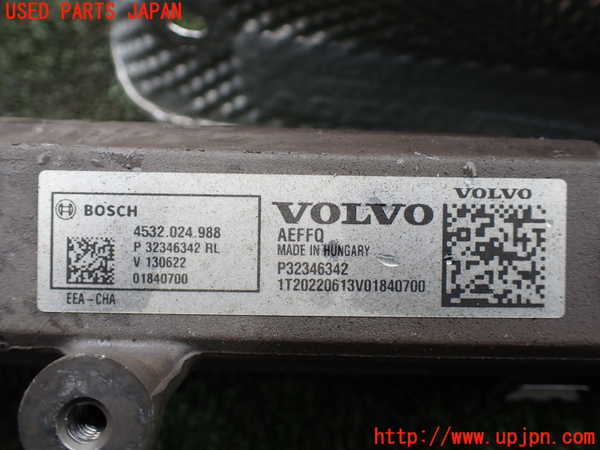 USED PARTS JAPAN
BOSCH
4532.024.988
P 32346342 RL
V 130622
01840700
EEA-CHA
VOLVO
AEFFQ
MADE IN HUNGARY
P32346342
1T20220613V01840700
VOLVO
http://www.upjpn.com